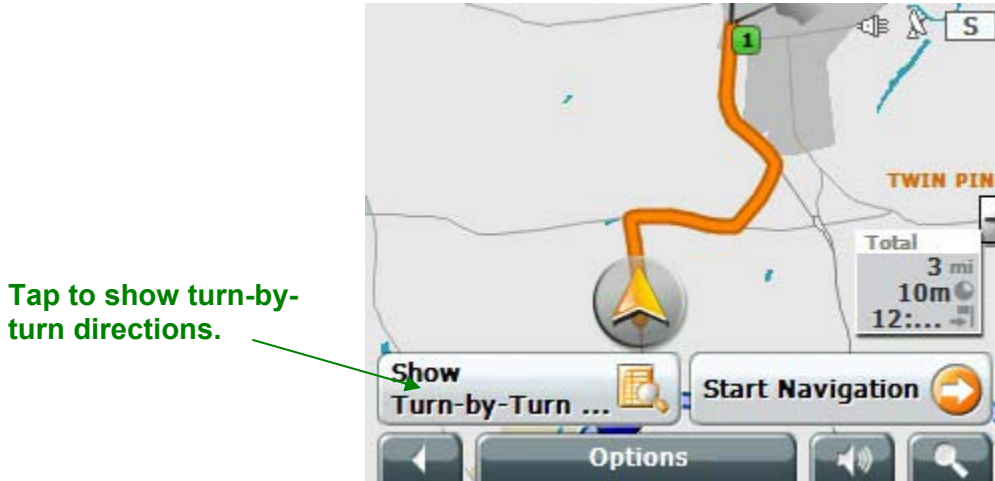 1
S
TWIN PIN
Total
3 mi
10m
12:...
Tap to show turn-by-
turn directions.
Show
Turn-by-Turn ...
Start Navigation
Options